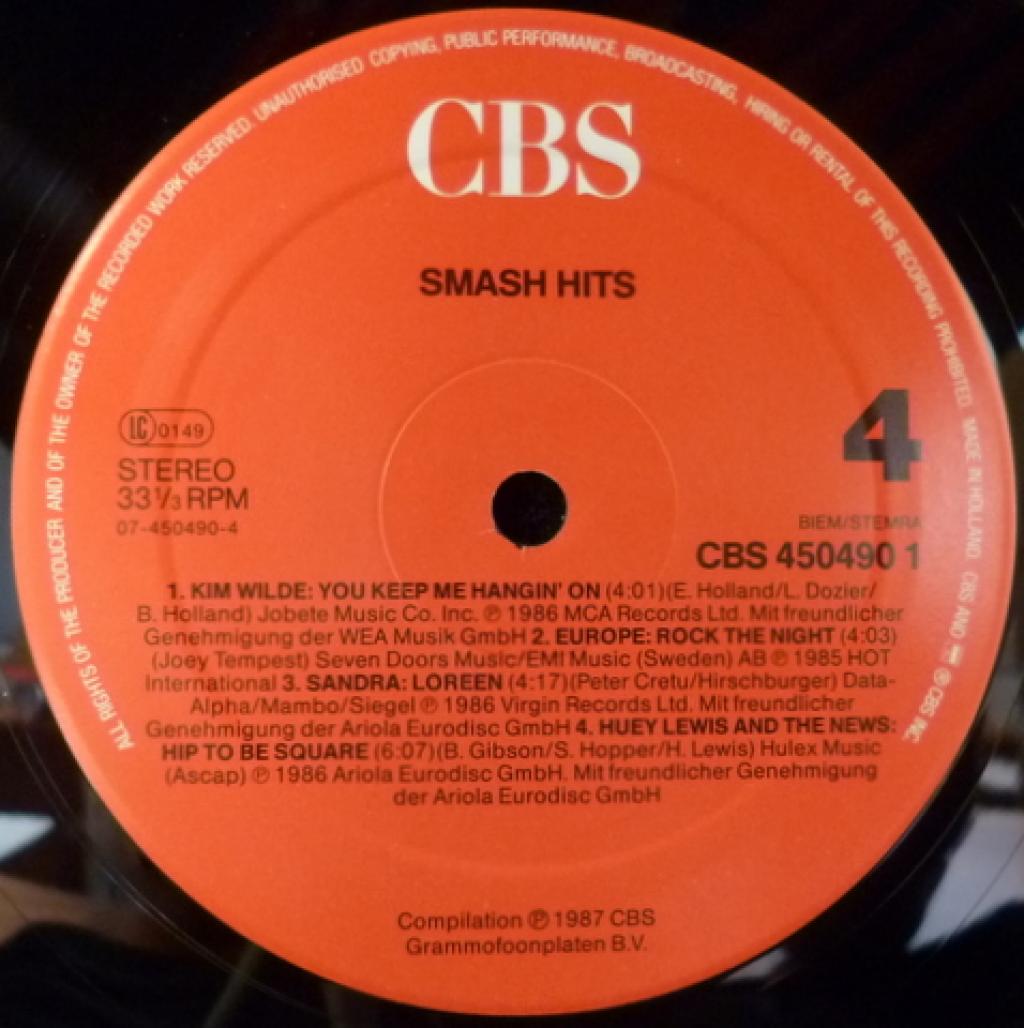 ALL RIGHTS OF THE PRODUCER AND OF THE OWNER OF THE RECORDED WORK RESERVED. UNAUTHORISED COPYING, PUBLIC PERFORMANCE, BROADCASTING, HIRING OR RENTAL OF THIS RECORDING PROHIBITED. MADE IN HOLLAND. CBS AND ® CBS INC.
CBS
SMASH HITS
LC 0149
4
STEREO
33 1/3 RPM
07-450490-4
BIEM/STEMRA
CBS 450490 1
1. KIM WILDE: YOU KEEP ME HANGIN' ON (4:01)(E. Holland/L. Dozier/
B. Holland) Jobete Music Co. Inc. ℗ 1986 MCA Records Ltd. Mit freundlicher
Genehmigung der WEA Musik GmbH 2. EUROPE: ROCK THE NIGHT (4:03)
(Joey Tempest) Seven Doors Music/EMI Music (Sweden) AB ℗ 1985 HOT
International 3. SANDRA: LOREEN (4:17)(Peter Cretu/Hirschburger) Data-
Alpha/Mambo/Siegel ℗ 1986 Virgin Records Ltd. Mit freundlicher
Genehmigung der Ariola Eurodisc GmbH 4. HUEY LEWIS AND THE NEWS:
HIP TO BE SQUARE (6:07)(B. Gibson/S. Hopper/H. Lewis) Hulex Music
(Ascap) ℗ 1986 Ariola Eurodisc GmbH. Mit freundlicher Genehmigung
der Ariola Eurodisc GmbH
Compilation ℗ 1987 CBS
Grammofoonplaten B.V.